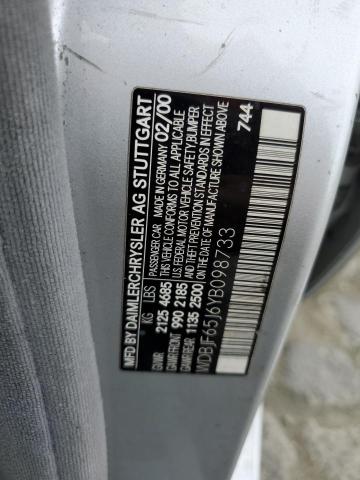 MFD BY DAIMLERCHRYSLER AG STUTTGART
PASSENGER CAR MADE IN GERMANY 02/00
THIS VEHICLE CONFORMS TO ALL APPLICABLE
FEDERAL MOTOR VEHICLE SAFETY,BUMPER
AND THEFT PREVENTION STANDARDS IN EFFECT
ON THE DATE OF MANUFACTURE SHOWN ABOVE
KG LBS
GVWR 2125 4685
GAWR FRONT 990 2185
GAWR REAR 1135 2500
WDBJF65J6YB098733
744